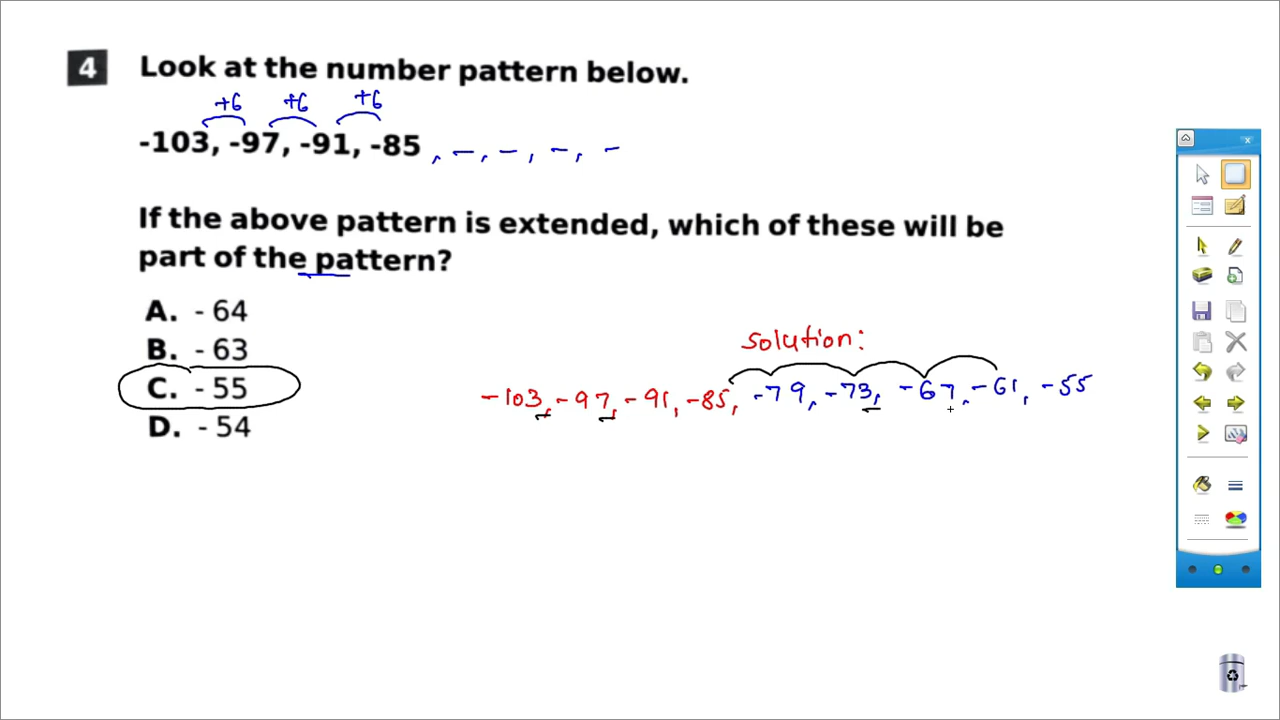 4 Look at the number pattern below.
+6 +6 +6
-103, -97, -91, -85 , –, –, –, –
If the above pattern is extended, which of these will be
part of the pattern?
A. - 64
B. - 63
C. - 55
D. - 54
solution:
-103, -97, -91, -85, -79, -73, -67, -61, -55